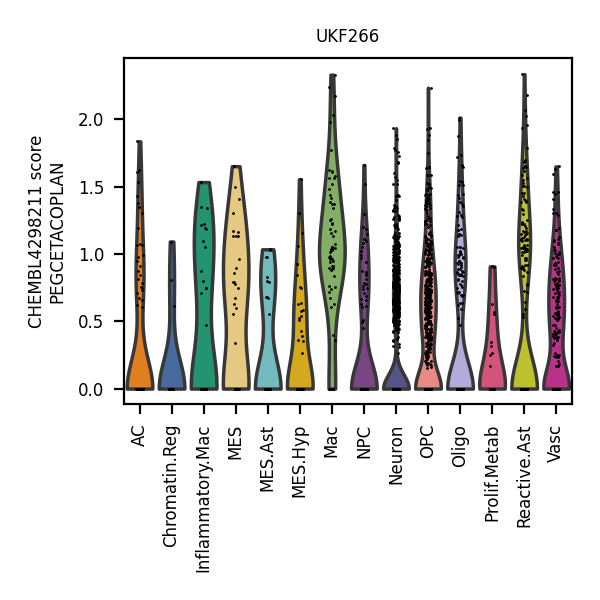 UKF266
CHEMBL4298211 score
PEGCETACOPLAN
2.0
1.5
1.0
0.5
0.0
AC
Chromatin.Reg
Inflammatory.Mac
MES
MES.Ast
MES.Hyp
Mac
NPC
Neuron
OPC
Oligo
Prolif.Metab
Reactive.Ast
Vasc